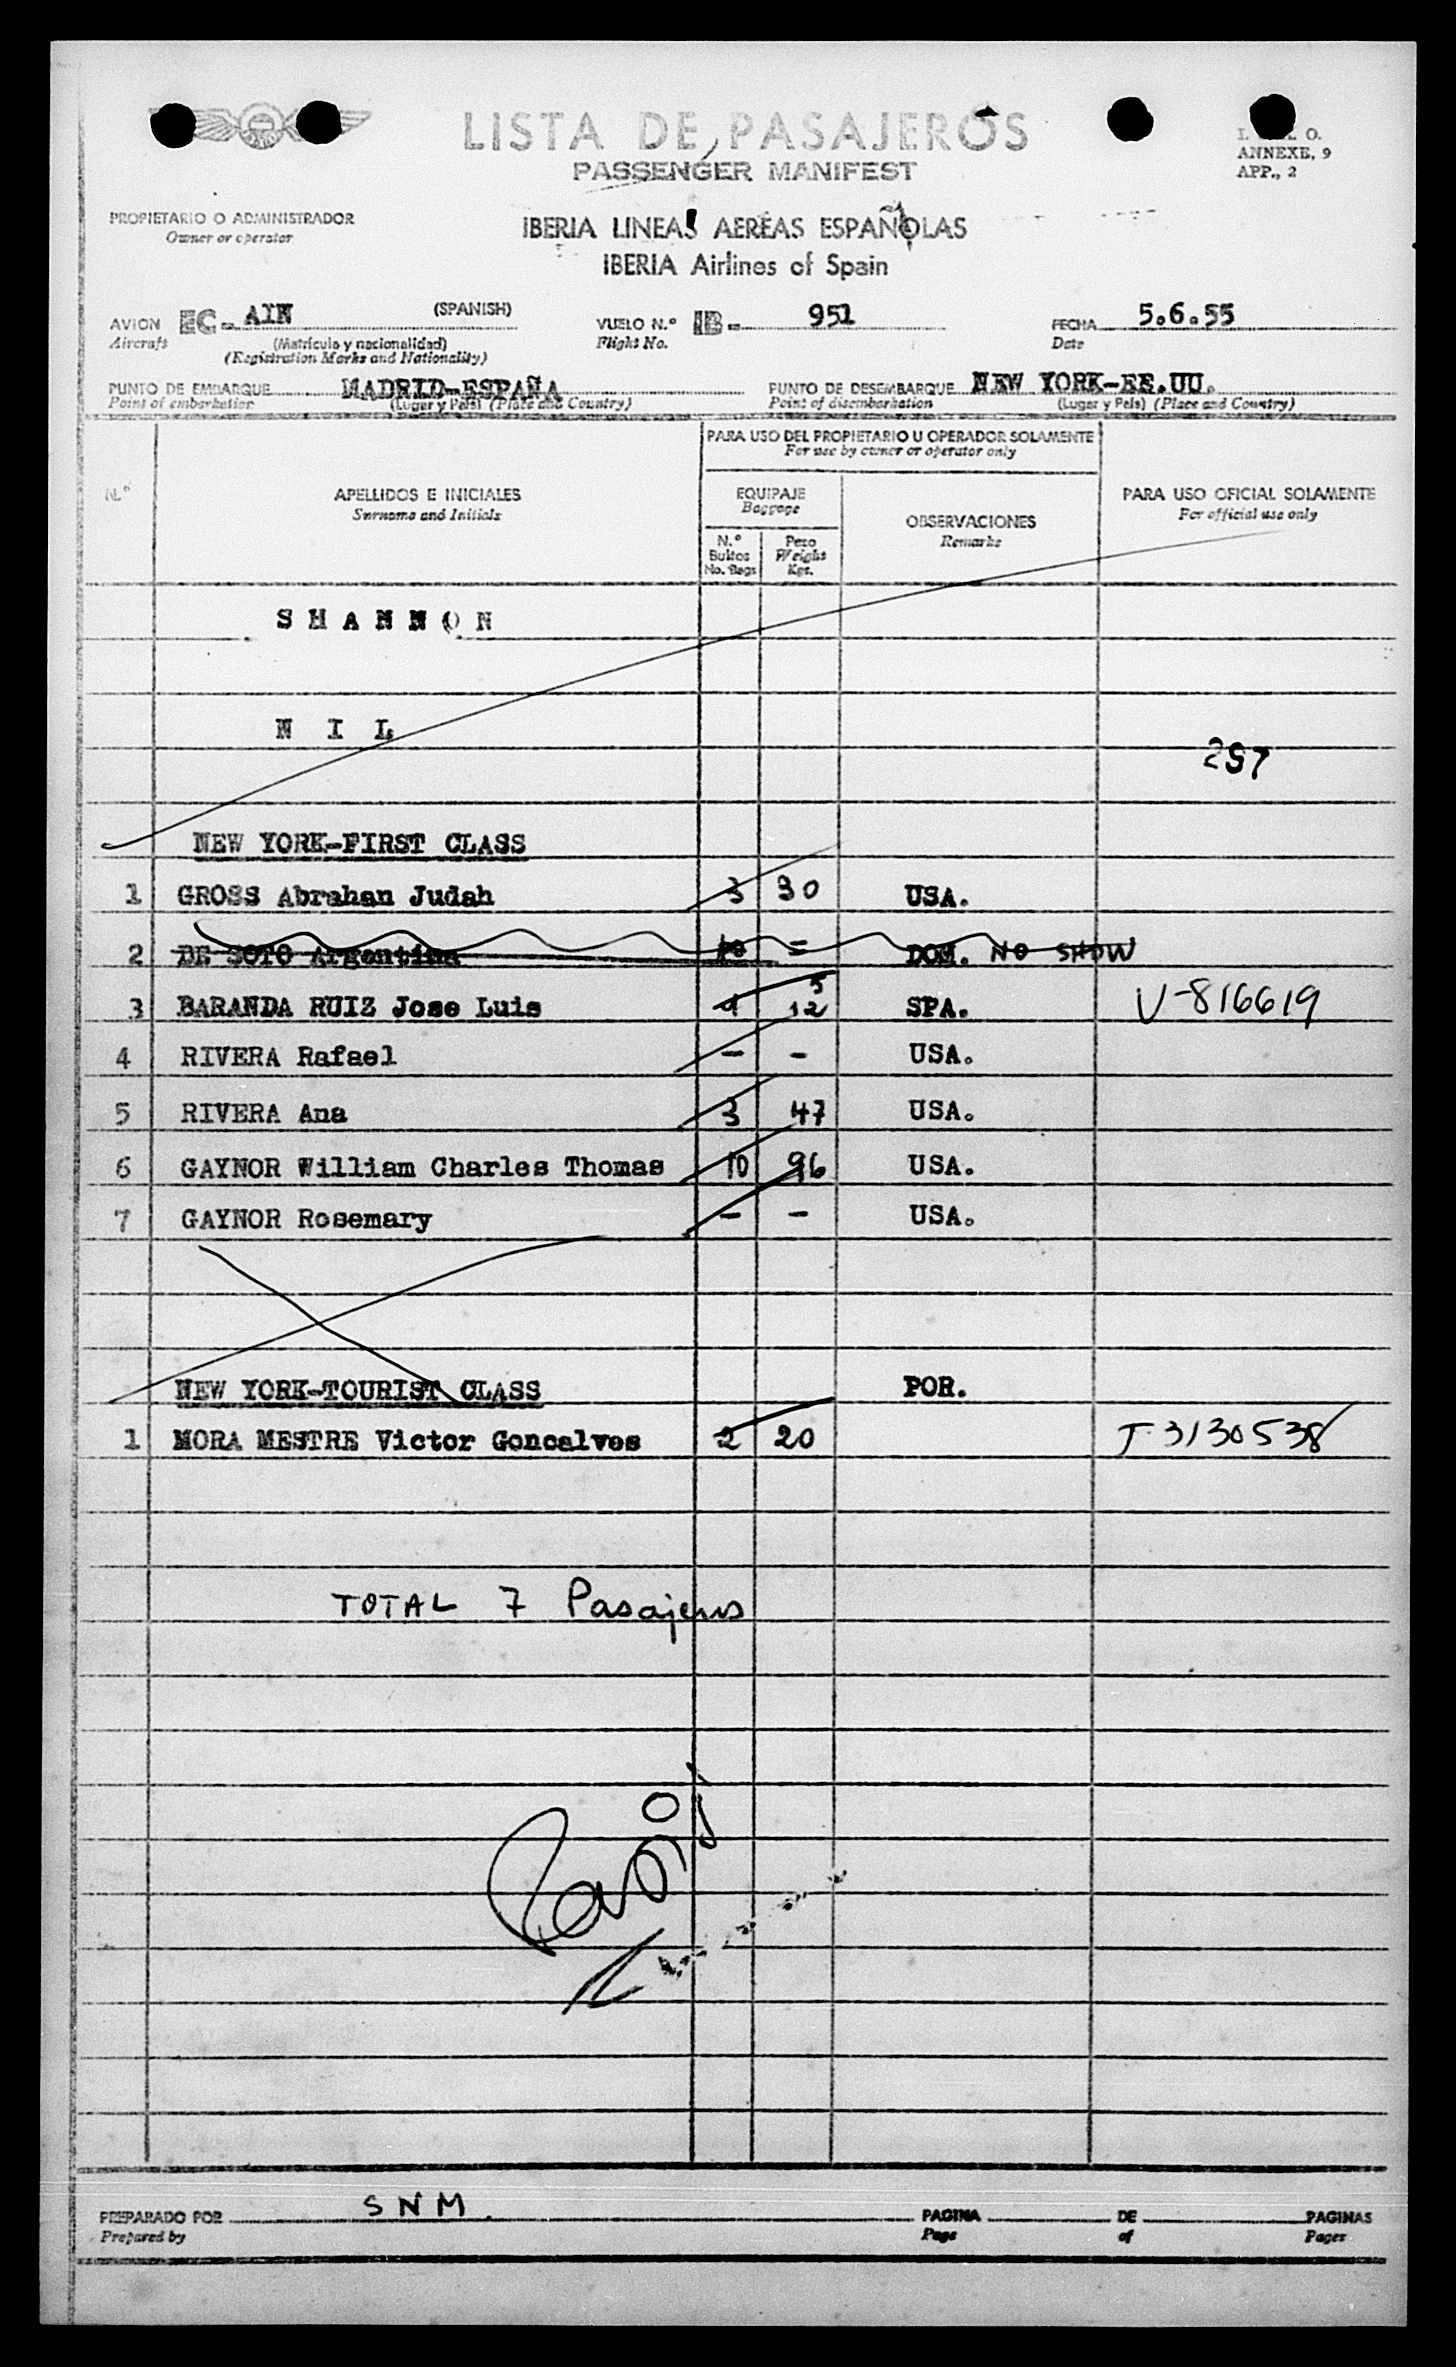 LISTA DE PASAJEROS
PASSENGER MANIFEST
O.
ANNEXE, 9
APP., 2
PROPIETARIO O ADMINISTRADOR
Owner or operator
IBERIA LINEAS AEREAS ESPAÑOLAS
IBERIA Airlines of Spain
AVION EC- AIN (SPANISH) VUELO N.° IB- 951 FECHA 5.6.55
Aircraft (Matrícula y nacionalidad) Flight No. Date
(Registration Marks and Nationality)
PUNTO DE EMBARQUE MADRID-ESPAÑA PUNTO DE DESEMBARQUE NEW YORK-EE.UU.
Point of embarkation (Lugar y País) (Place and Country) Point of disembarkation (Lugar y País) (Place and Country)
PARA USO DEL PROPIETARIO U OPERADOR SOLAMENTE
For use by owner or operator only
N.° APELLIDOS E INICIALES EQUIPAJE OBSERVACIONES PARA USO OFICIAL SOLAMENTE
Surname and Initials Baggage Remarks For official use only
N.° Bultos Peso
No. Bags Weight Kgs.
SHANNON
NIL
257
NEW YORK-FIRST CLASS
1 GROSS Abrahan Judah 3 30 USA.
2 DE SOTO Argentina - DOM. NO SHOW
3 BARANDA RUIZ Jose Luis 12 5 SPA. V-816619
4 RIVERA Rafael - - USA.
5 RIVERA Ana 3 47 USA.
6 GAYNOR William Charles Thomas 10 96 USA.
7 GAYNOR Rosemary - - USA.
NEW YORK-TOURIST CLASS POR.
1 MORA MESTRE Victor Goncalves 2 20 T-3130538
TOTAL 7 Pasajeros
PREPARADO POR SNM. PAGINA DE PAGINAS
Prepared by Page of Pages